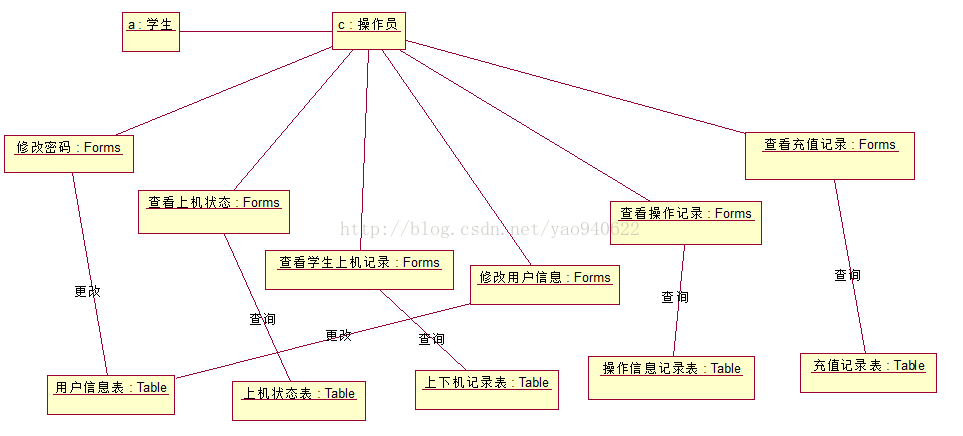 a : 学生
c : 操作员
修改密码 : Forms
查看充值记录 : Forms
查看上机状态 : Forms
查看操作记录 : Forms
http://blog.csdn.net/yao940622
查看学生上机记录 : Forms
修改用户信息 : Forms
更改
查询
更改
查询
查询
查询
用户信息表 : Table
上机状态表 : Table
上下机记录表 : Table
操作信息记录表 : Table
充值记录表 : Table